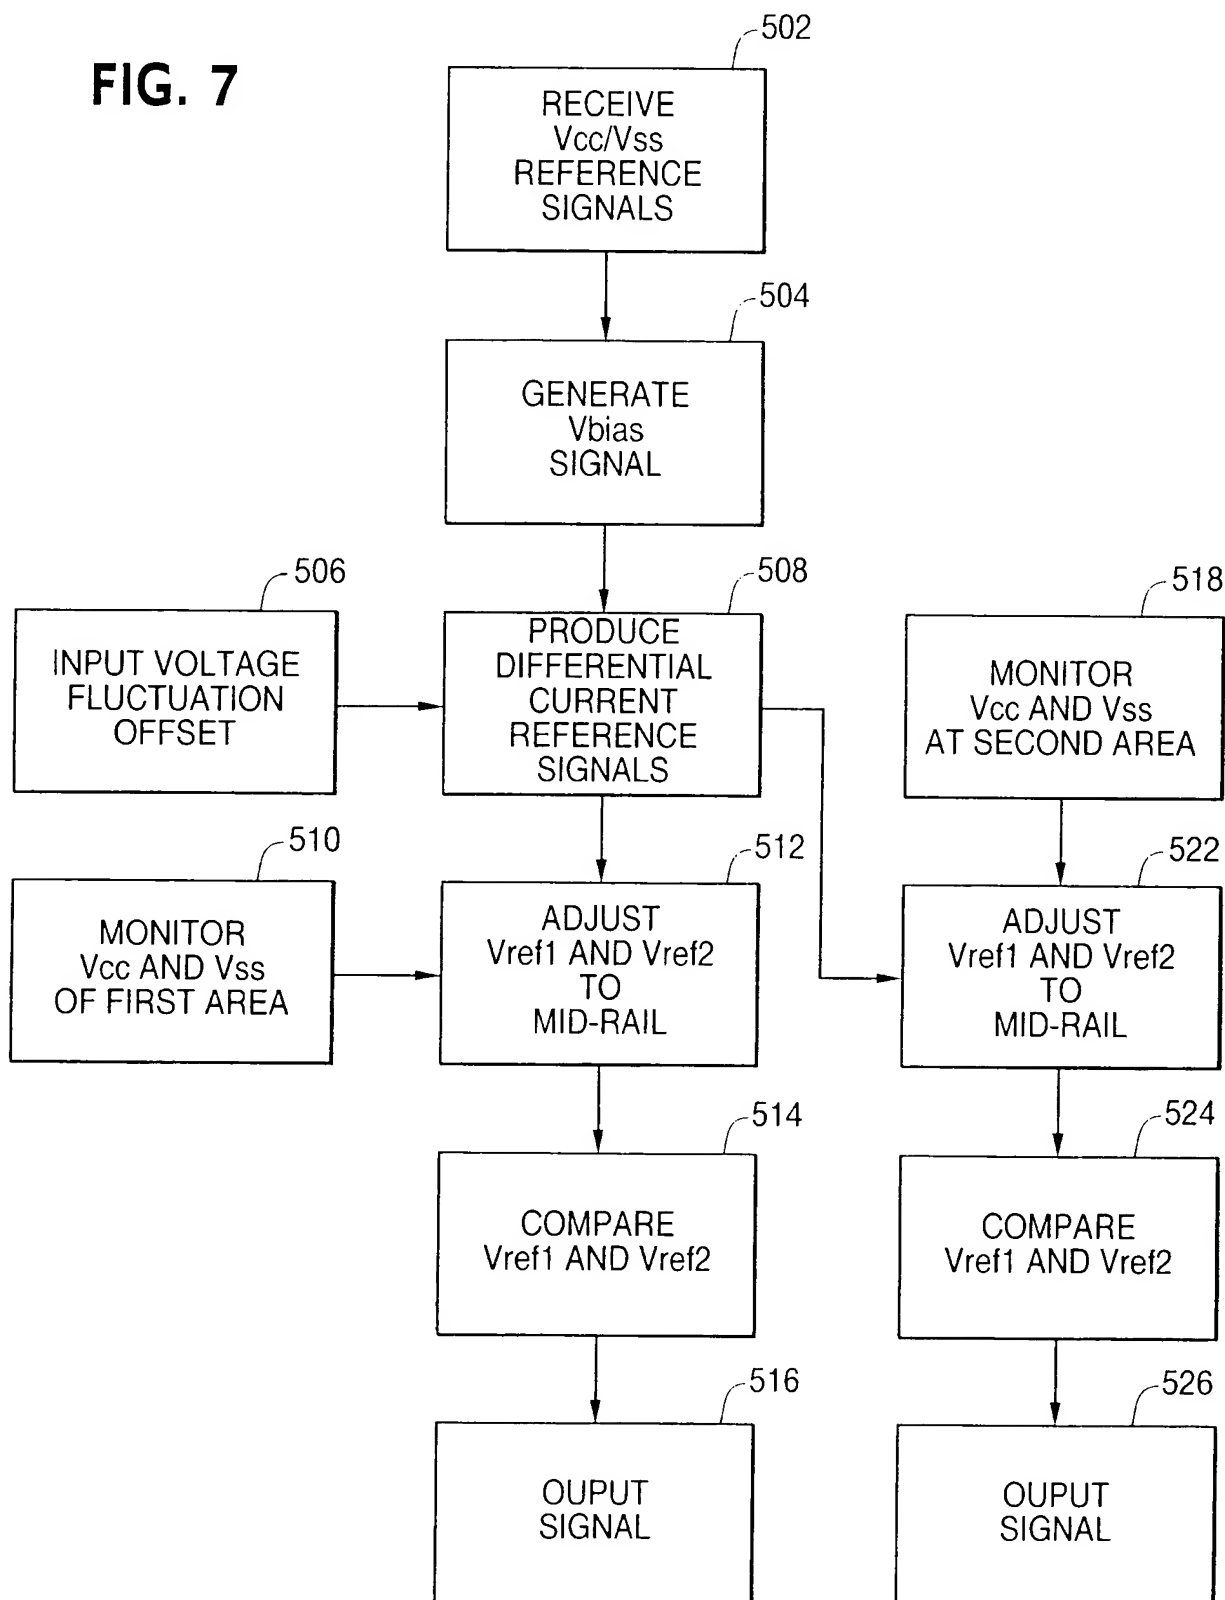 FIG. 7
502
RECEIVE
Vcc/Vss
REFERENCE
SIGNALS
504
GENERATE
Vbias
SIGNAL
506
INPUT VOLTAGE
FLUCTUATION
OFFSET
508
PRODUCE
DIFFERENTIAL
CURRENT
REFERENCE
SIGNALS
518
MONITOR
Vcc AND Vss
AT SECOND AREA
510
MONITOR
Vcc AND Vss
OF FIRST AREA
512
ADJUST
Vref1 AND Vref2
TO
MID-RAIL
522
ADJUST
Vref1 AND Vref2
TO
MID-RAIL
514
COMPARE
Vref1 AND Vref2
524
COMPARE
Vref1 AND Vref2
516
OUPUT
SIGNAL
526
OUPUT
SIGNAL